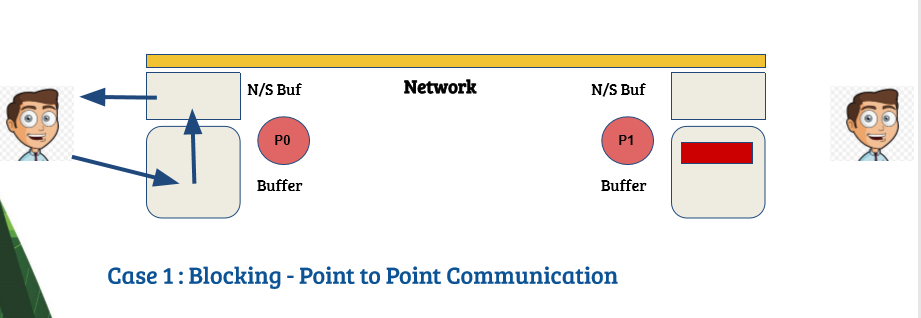 N/S Buf
Network
N/S Buf
P0
P1
Buffer
Buffer
Case 1 : Blocking - Point to Point Communication